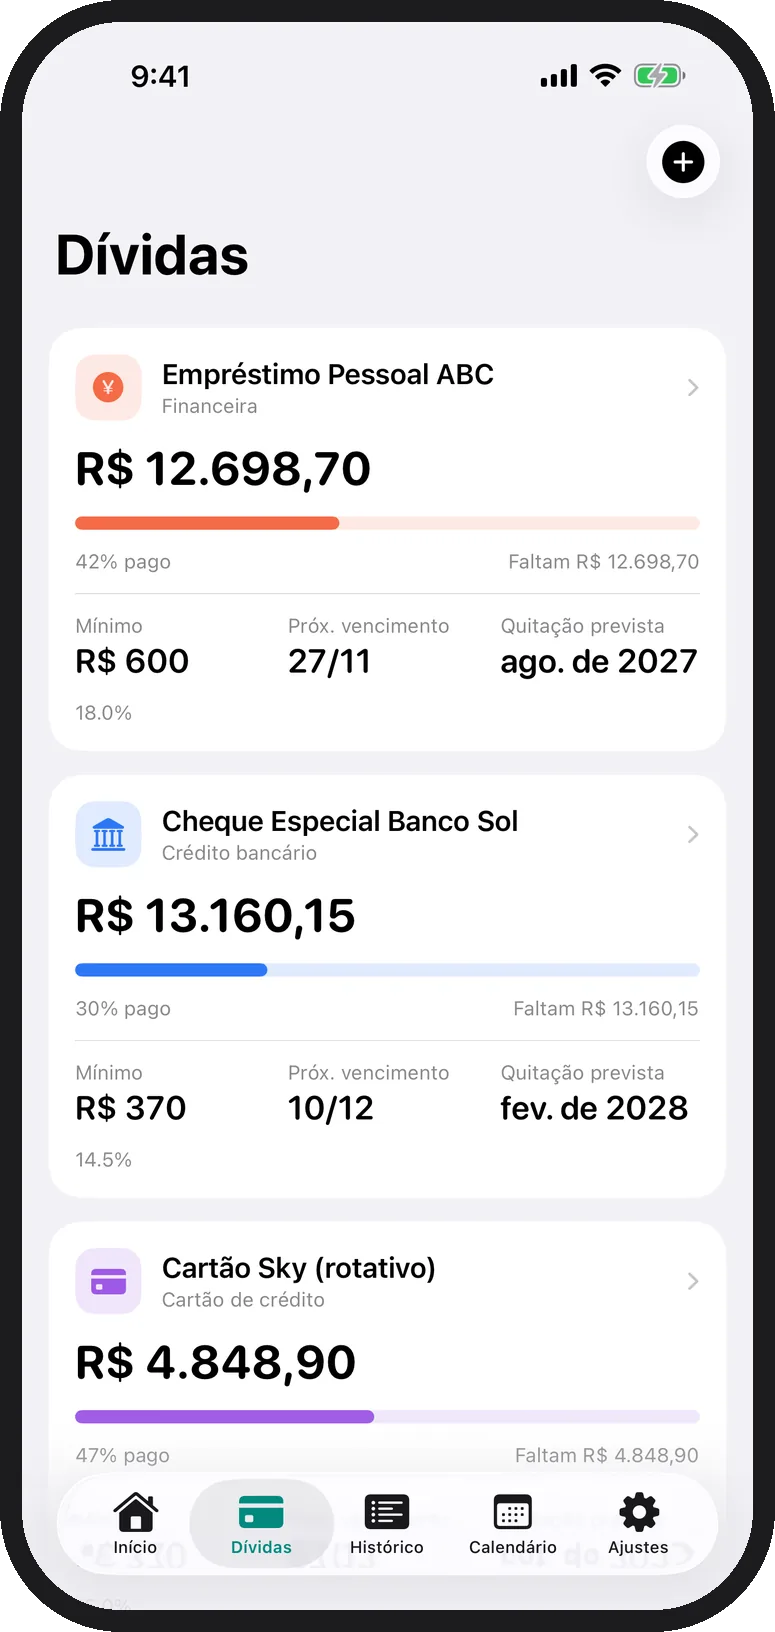 9:41
Dívidas
¥
Empréstimo Pessoal ABC
Financeira
R$ 12.698,70
42% pago
Faltam R$ 12.698,70
Mínimo
Próx. vencimento
Quitação prevista
R$ 600
27/11
ago. de 2027
18.0%
Cheque Especial Banco Sol
Crédito bancário
R$ 13.160,15
30% pago
Faltam R$ 13.160,15
Mínimo
Próx. vencimento
Quitação prevista
R$ 370
10/12
fev. de 2028
14.5%
Cartão Sky (rotativo)
Cartão de crédito
R$ 4.848,90
47% pago
Faltam R$ 4.848,90
Início
Dívidas
Histórico
Calendário
Ajustes